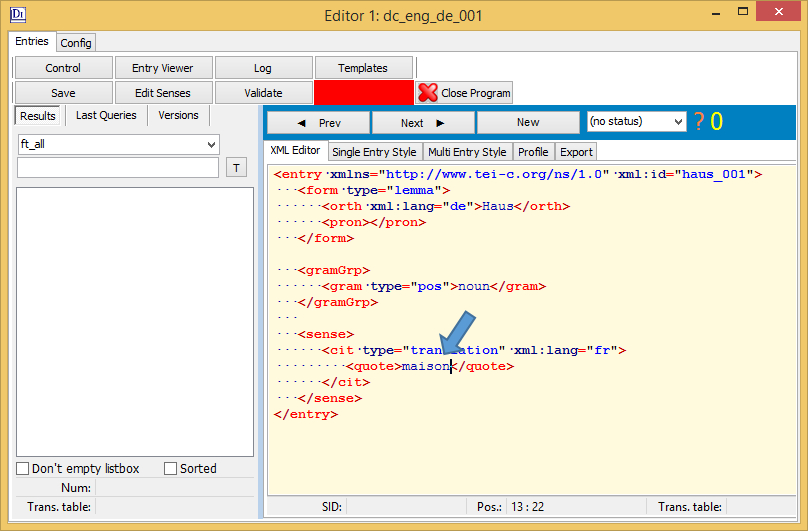 Editor 1: dc_eng_de_001
Entries Config
Control Entry Viewer Log Templates
Save Edit Senses Validate Close Program
Results Last Queries Versions
◄ Prev Next ► New (no status) ? 0
ft_all
XML Editor Single Entry Style Multi Entry Style Profile Export
T
<entry xmlns="http://www.tei-c.org/ns/1.0" xml:id="haus_001">
<form type="lemma">
<orth xml:lang="de">Haus</orth>
<pron></pron>
</form>
<gramGrp>
<gram type="pos">noun</gram>
</gramGrp>
<sense>
<cit type="translation" xml:lang="fr">
<quote>maison</quote>
</cit>
</sense>
</entry>
Don't empty listbox Sorted
Num:
Trans. table:
SID: Pos.: 13 : 22 Trans. table: